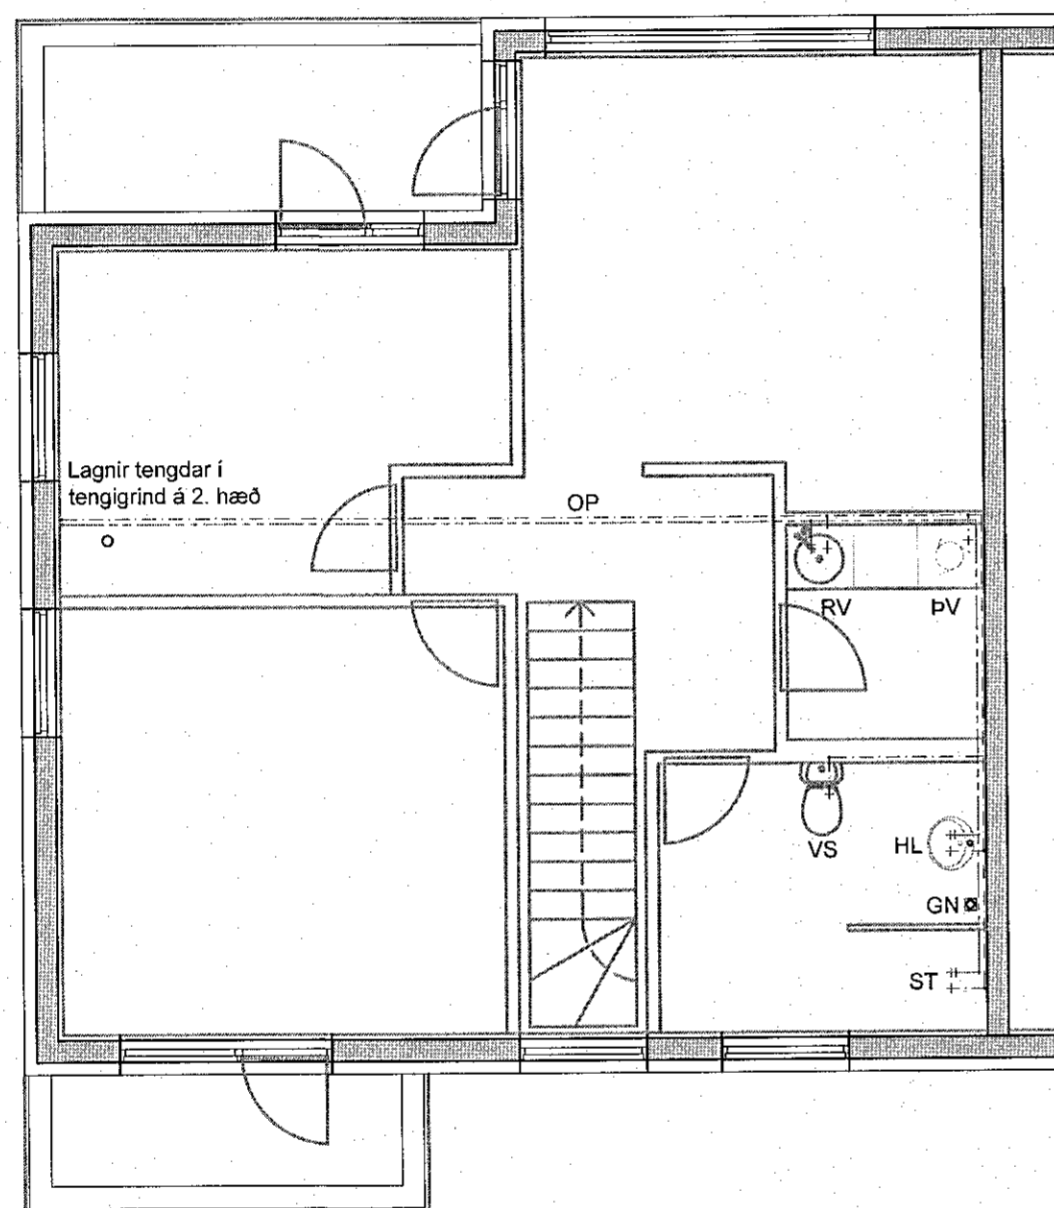 Lagnir tengdar í
tengigrind á 2. hæð
OP
RV
ÞV
VS
HL
GN
ST